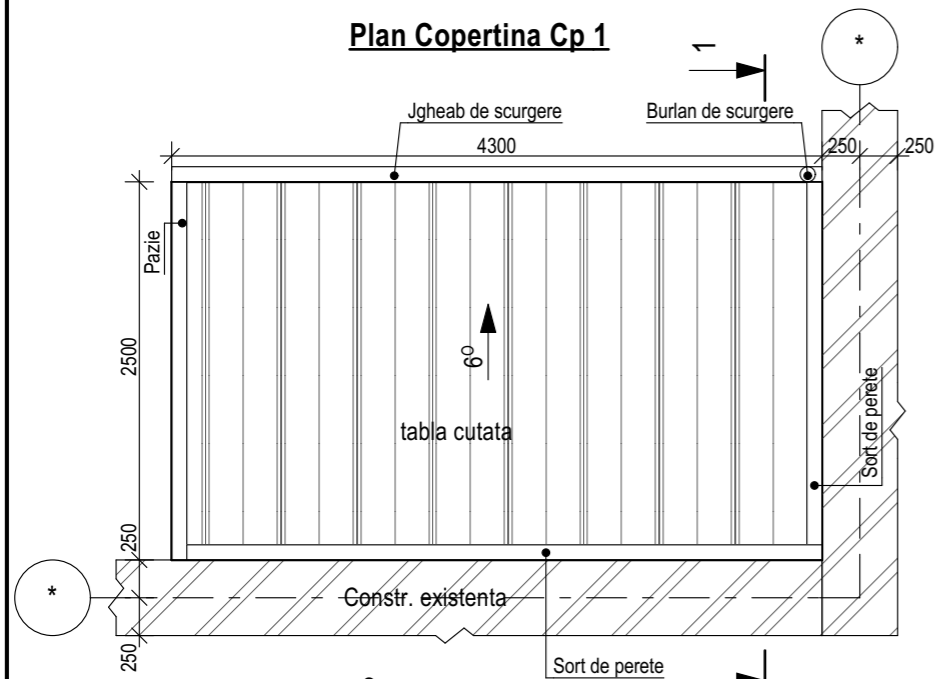 Plan Copertina Cp 1
1
*
Jgheab de scurgere
Burlan de scurgere
4300
250
250
Pazie
2500
6⁰
tabla cutata
Sort de perete
250
*
Constr. existenta
250
Sort de perete